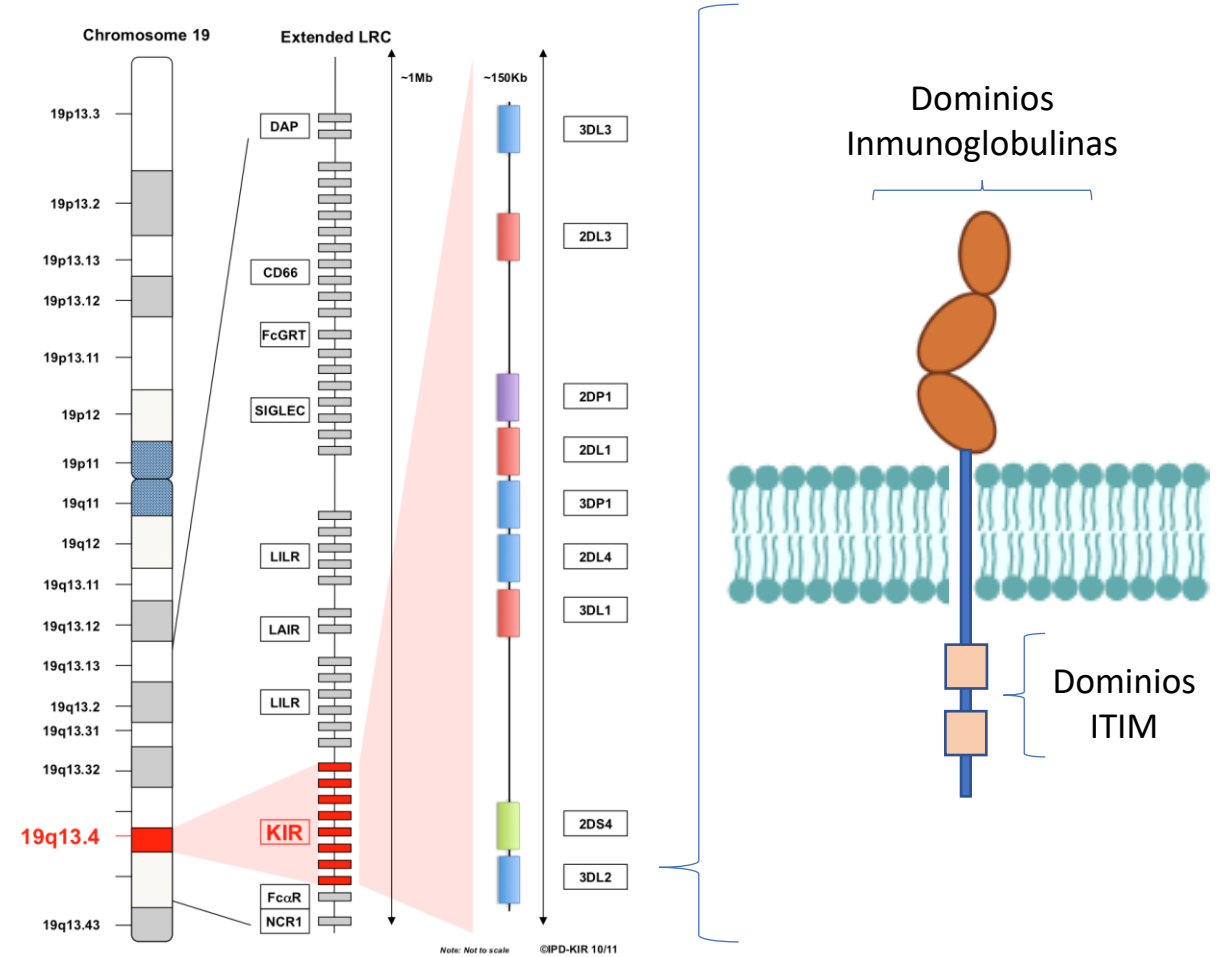 Chromosome 19
19p13.3
19p13.2
19p13.13
19p13.12
19p13.11
19p12
19p11
19q11
19q12
19q13.11
19q13.12
19q13.13
19q13.2
19q13.31
19q13.32
19q13.4
19q13.43
Extended LRC
DAP
CD66
FcGRT
SIGLEC
LILR
LAIR
LILR
KIR
FcαR
NCR1
~1Mb
~150Kb
3DL3
2DL3
2DP1
2DL1
3DP1
2DL4
3DL1
2DS4
3DL2
Note: Not to scale
©IPD-KIR 10/11
Dominios
Inmunoglobulinas
Dominios
ITIM